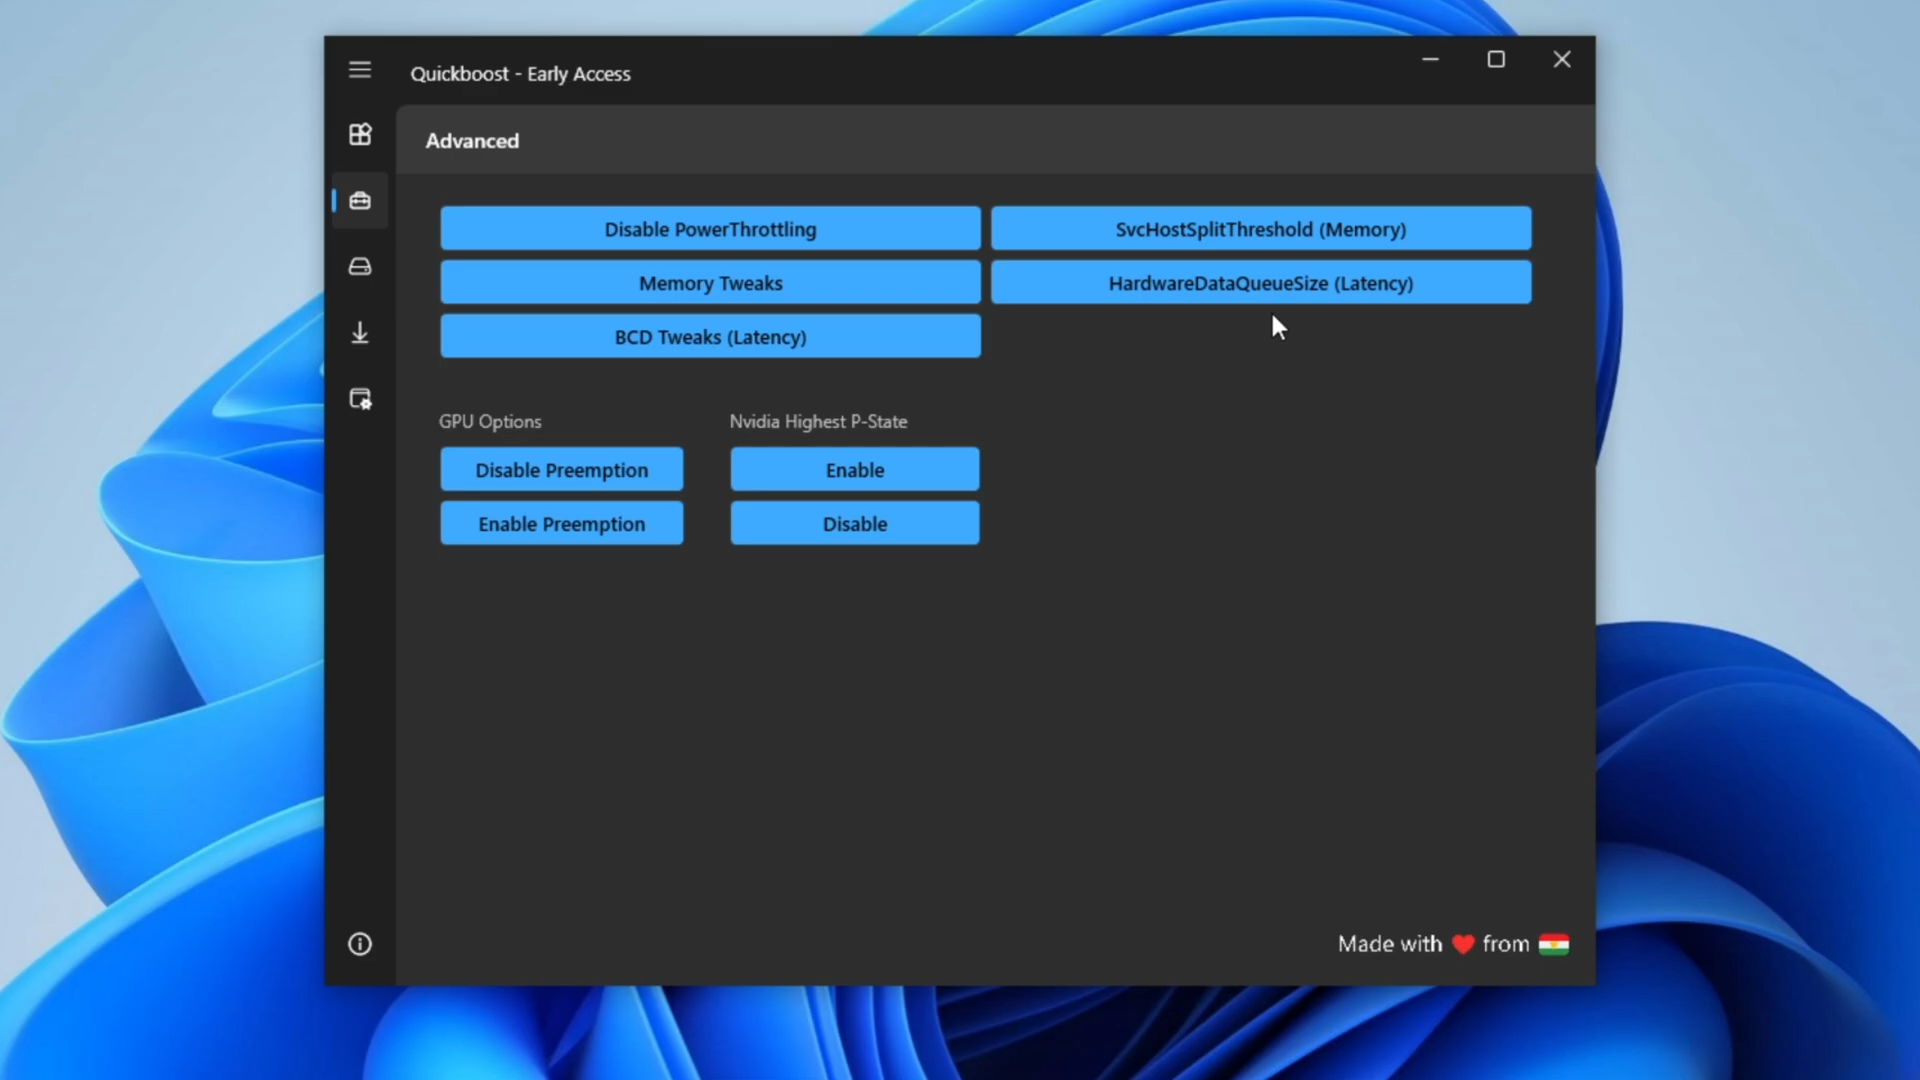 Quickboost - Early Access
Advanced
Disable PowerThrottling
SvcHostSplitThreshold (Memory)
Memory Tweaks
HardwareDataQueueSize (Latency)
BCD Tweaks (Latency)
GPU Options
Nvidia Highest P-State
Disable Preemption
Enable
Enable Preemption
Disable
Made with ❤️ from